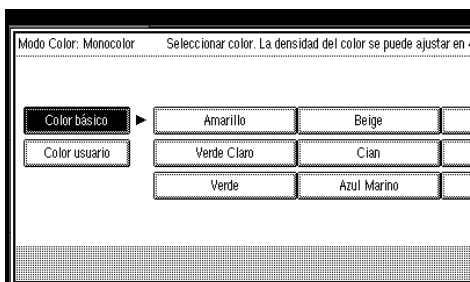 Modo Color: Monocolor Seleccionar color. La densidad del color se puede ajustar en
Color básico Amarillo Beige
Color usuario Verde Claro Cian
Verde Azul Marino